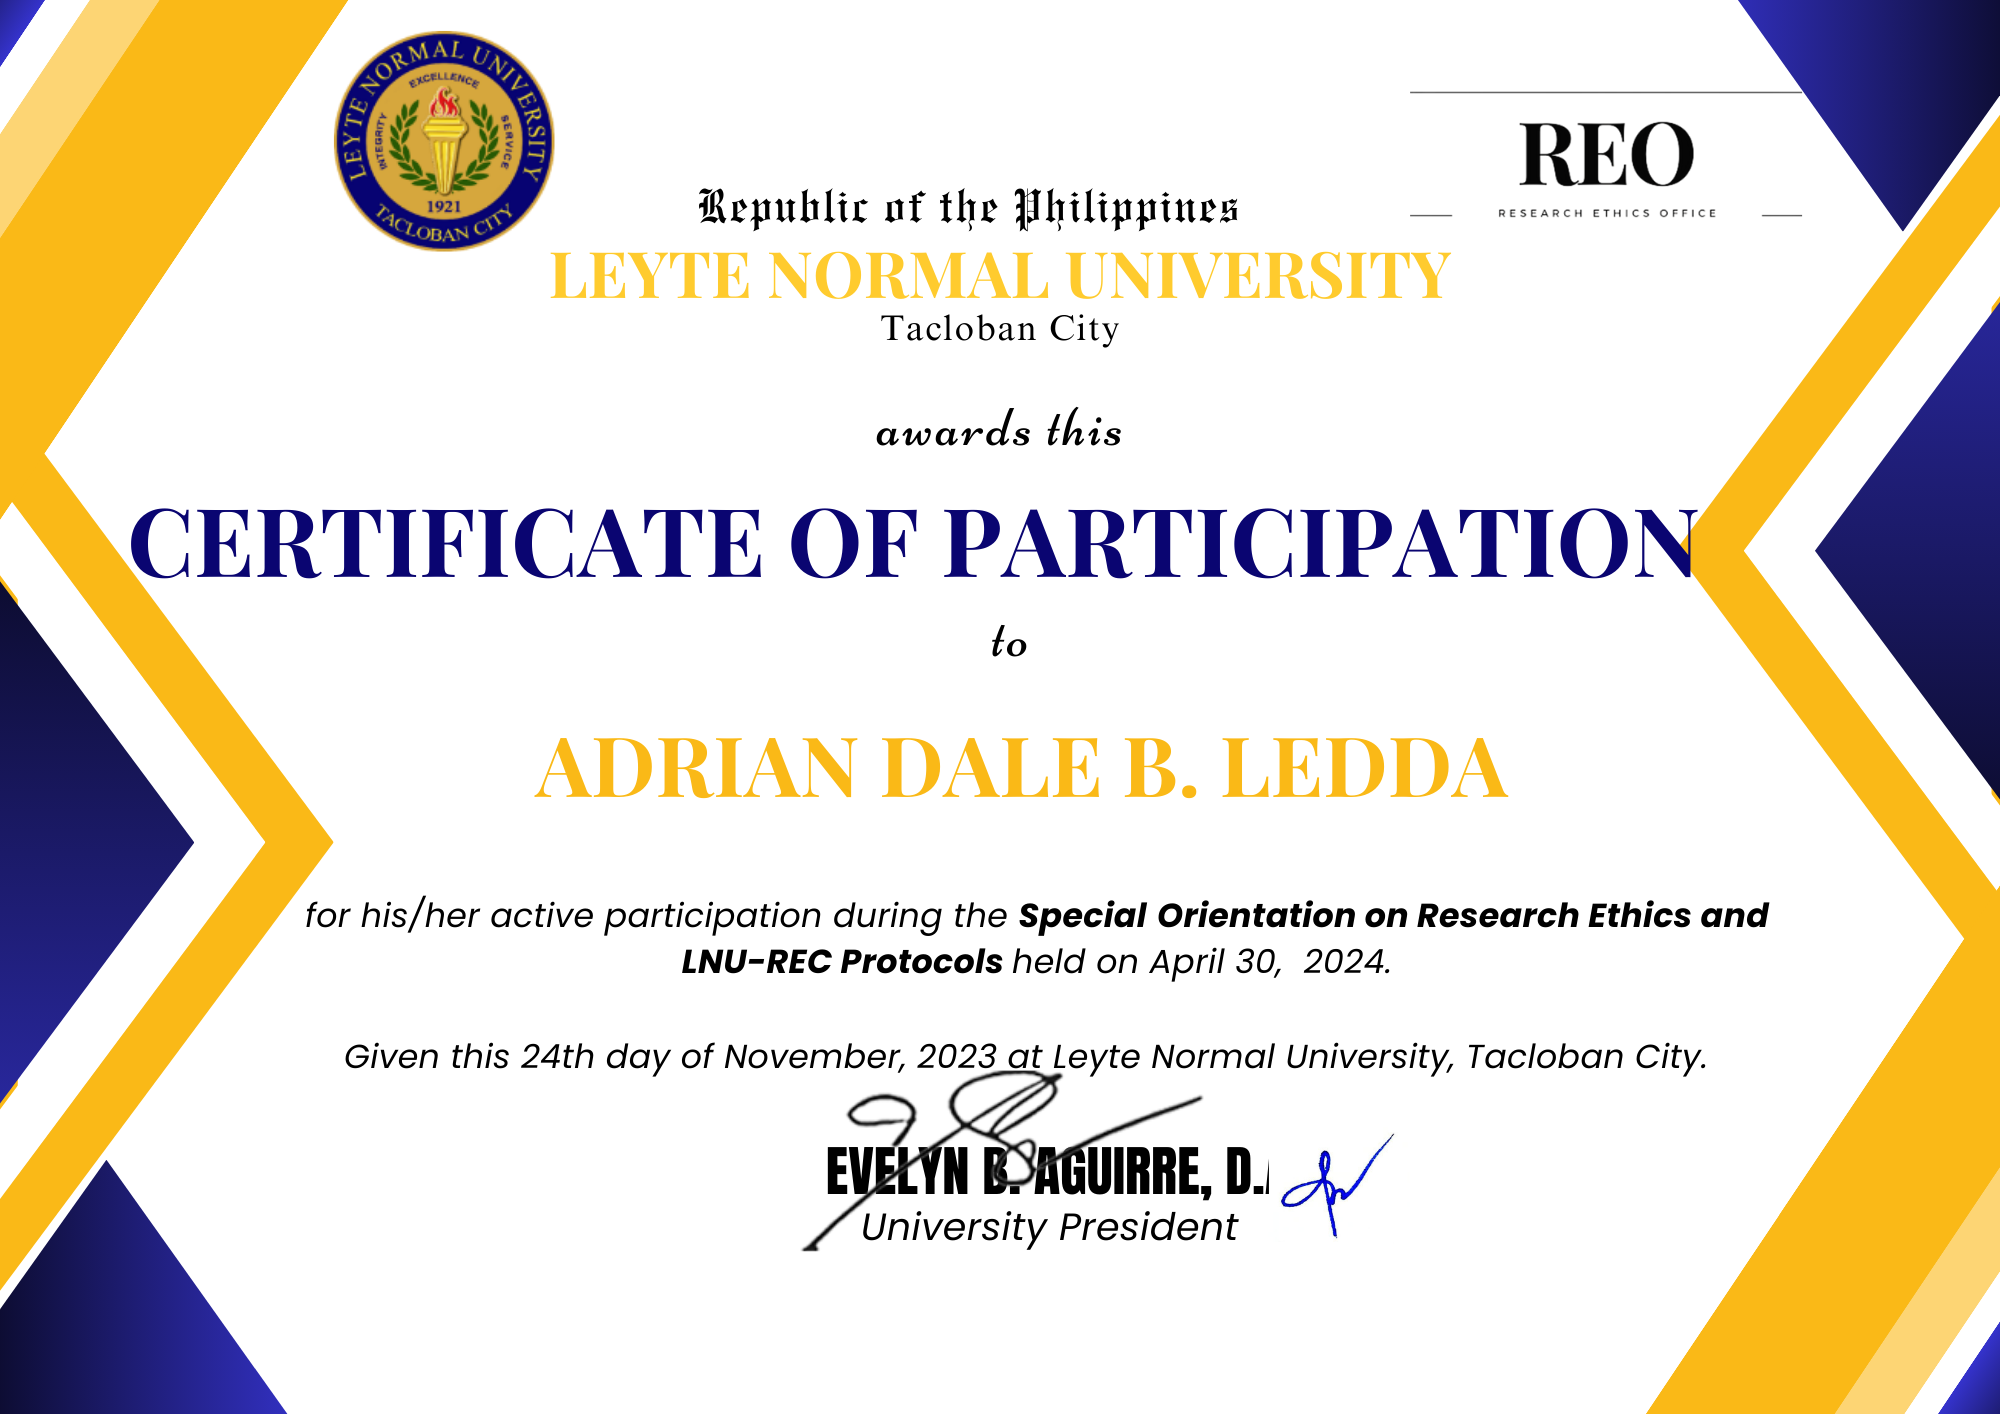 LEYTE NORMAL UNIVERSITY
EXCELLENCE
INTEGRITY
SERVICE
1921
TACLOBAN CITY
REO
RESEARCH ETHICS OFFICE
Republic of the Philippines
LEYTE NORMAL UNIVERSITY
Tacloban City
awards this
CERTIFICATE OF PARTICIPATION
to
ADRIAN DALE B. LEDDA
for his/her active participation during the Special Orientation on Research Ethics and
LNU-REC Protocols held on April 30, 2024.
Given this 24th day of November, 2023 at Leyte Normal University, Tacloban City.
EVELYN B. AGUIRRE, D.
University President